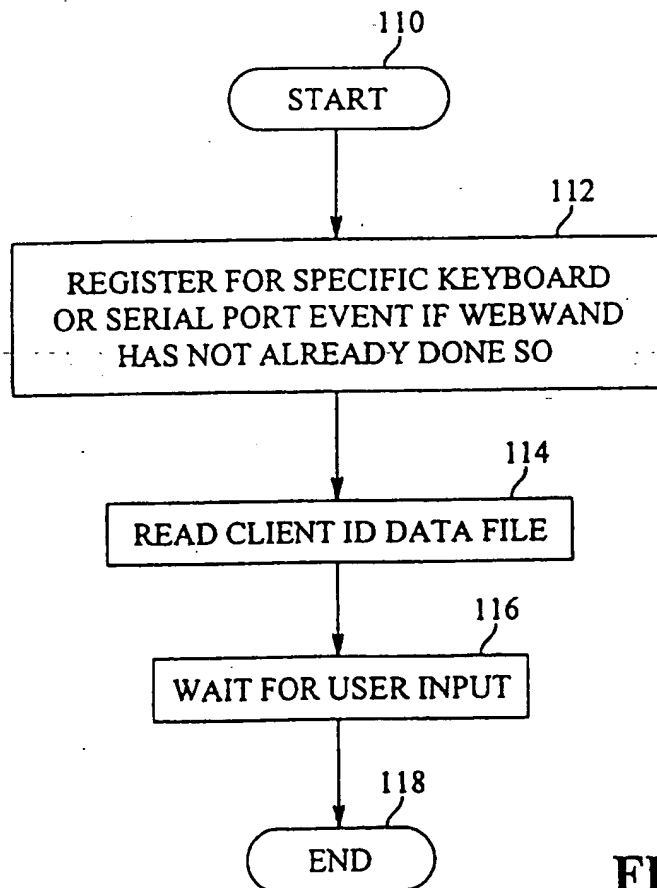 110
START
112
REGISTER FOR SPECIFIC KEYBOARD
OR SERIAL PORT EVENT IF WEBWAND
HAS NOT ALREADY DONE SO
114
READ CLIENT ID DATA FILE
116
WAIT FOR USER INPUT
118
END